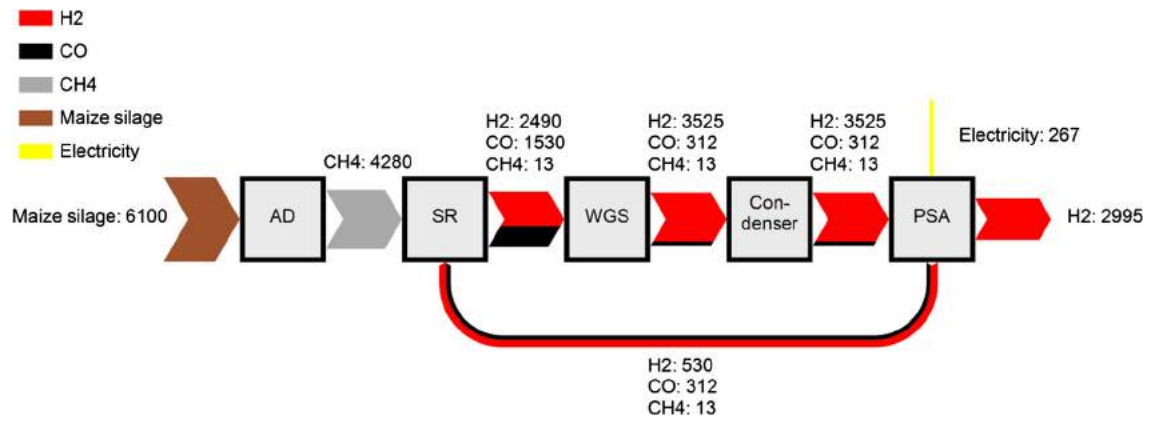 H2
CO
CH4
Maize silage
Electricity
H2: 2490
CO: 1530
CH4: 13
H2: 3525
CO: 312
CH4: 13
H2: 3525
CO: 312
CH4: 13
Electricity: 267
CH4: 4280
Maize silage: 6100
AD
SR
WGS
Con-
denser
PSA
H2: 2995
H2: 530
CO: 312
CH4: 13